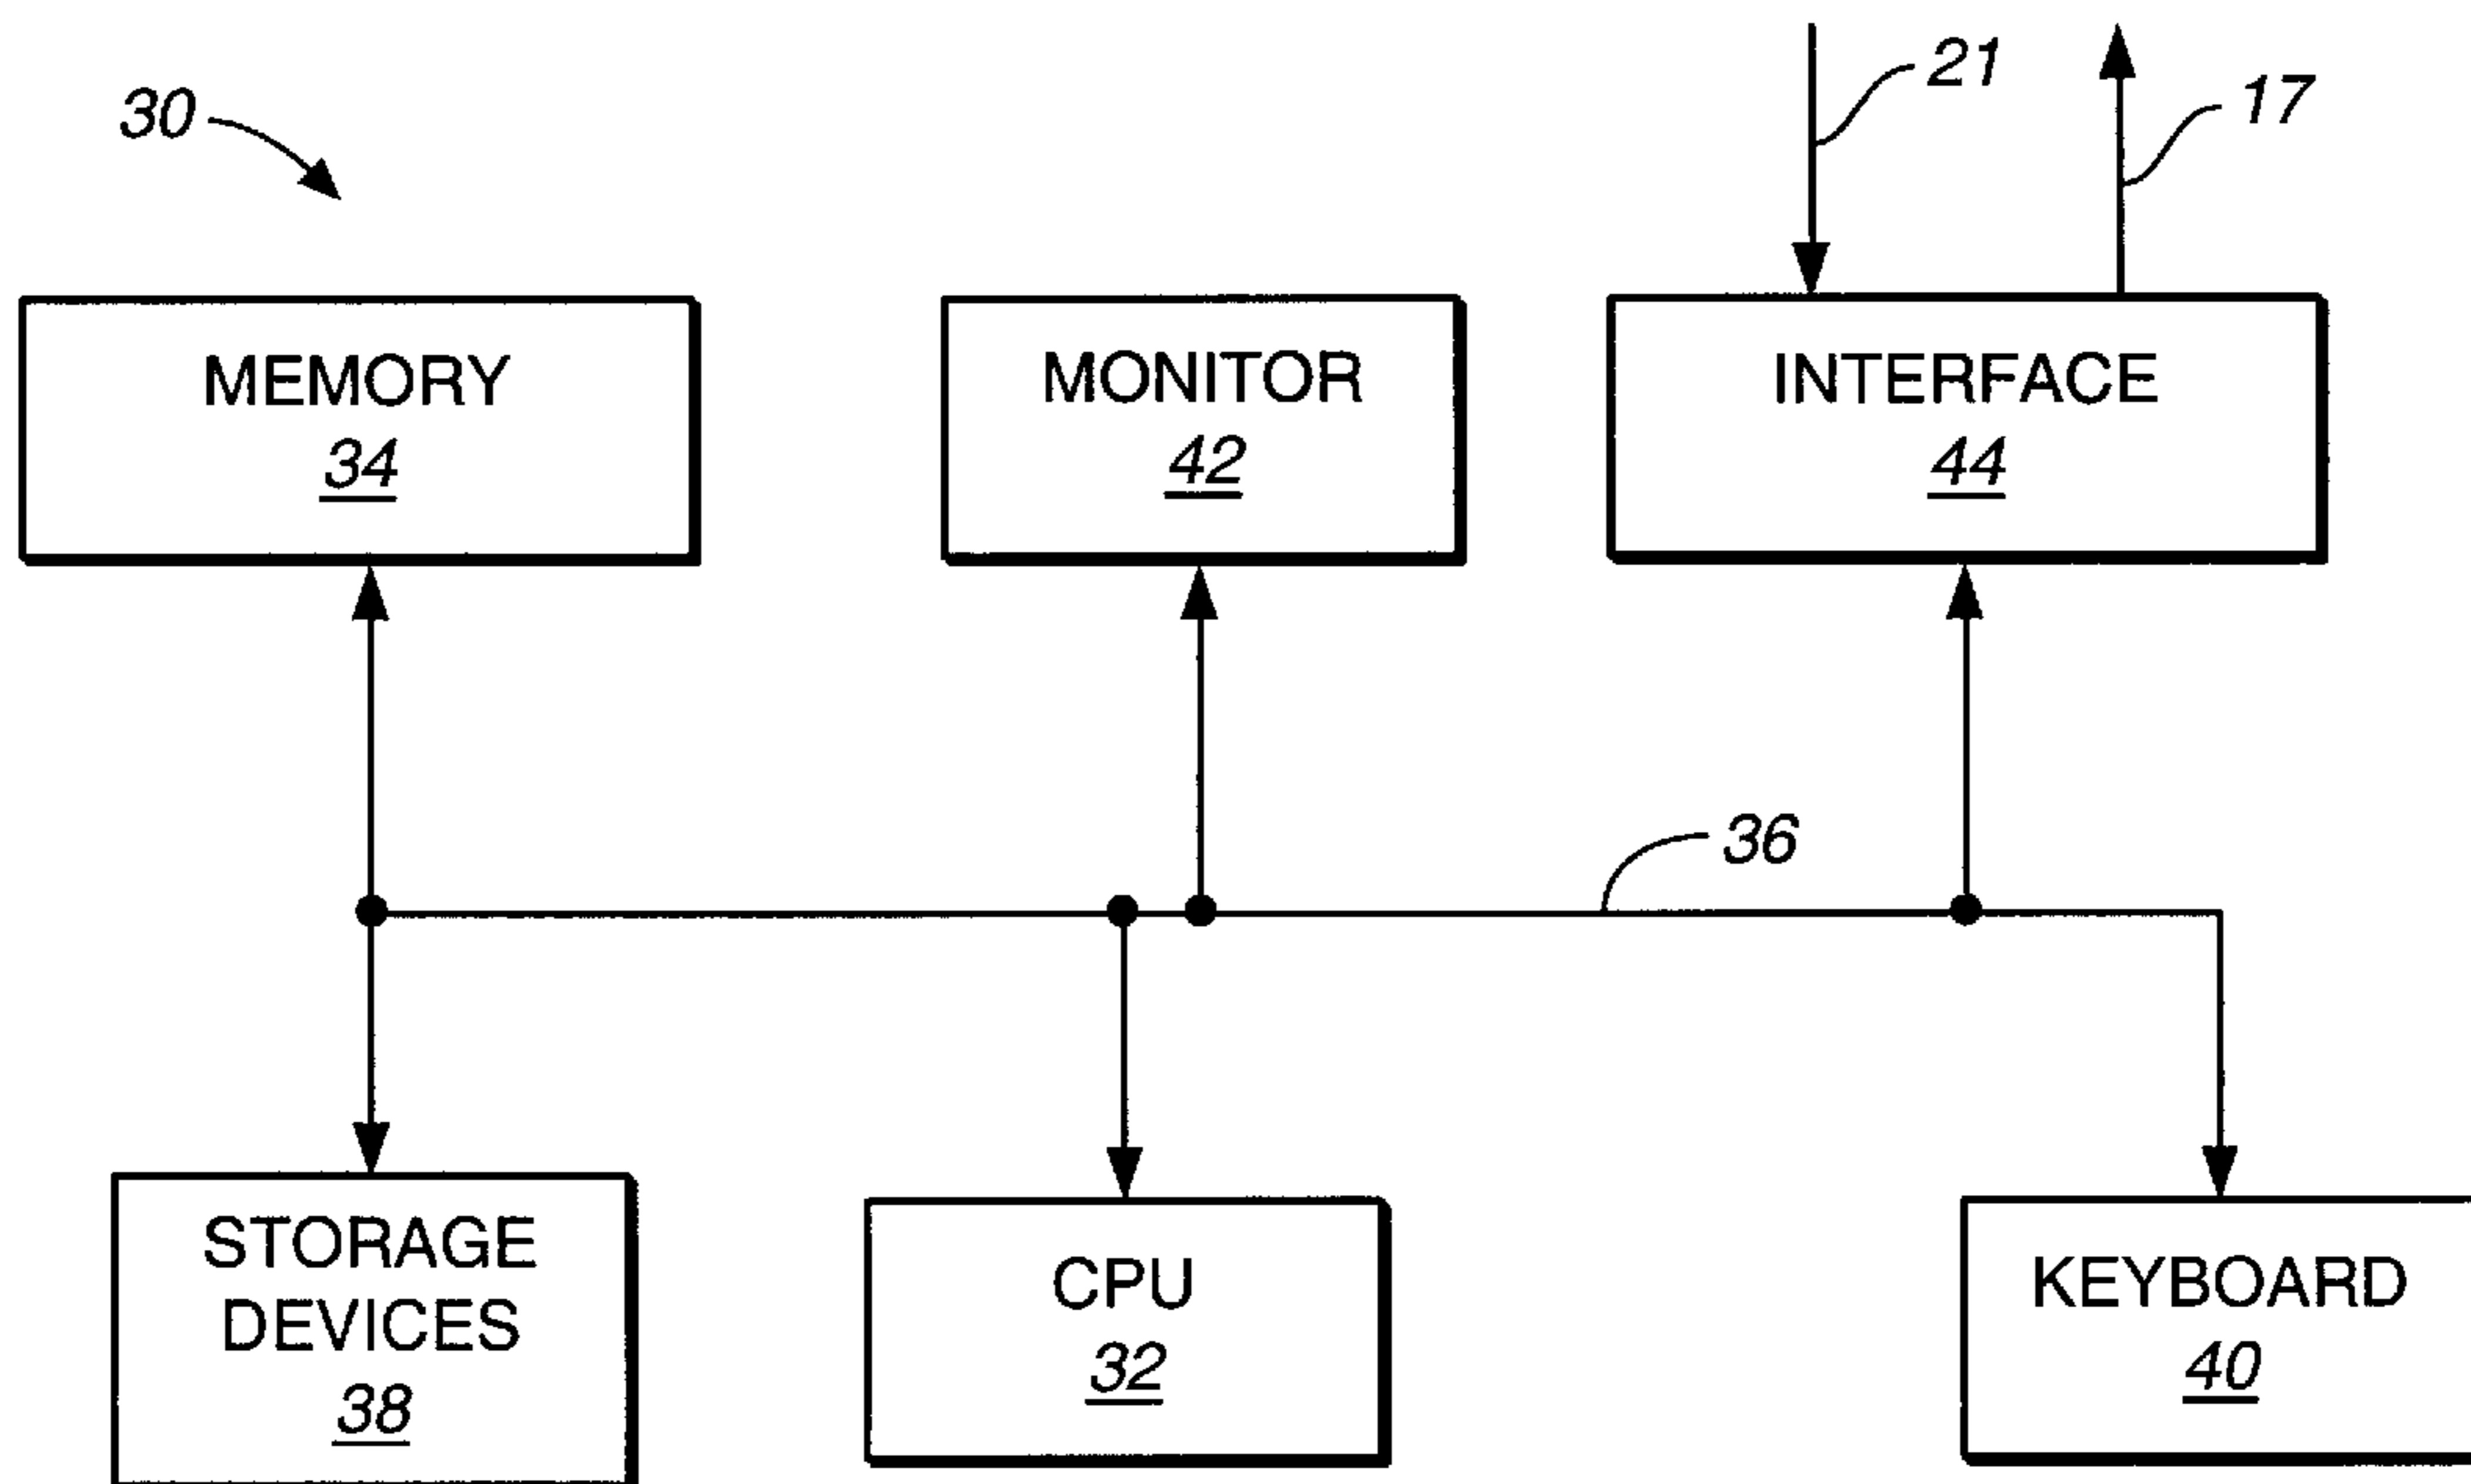 30
21
17
MEMORY
34
MONITOR
42
INTERFACE
44
36
STORAGE
DEVICES
38
CPU
32
KEYBOARD
40